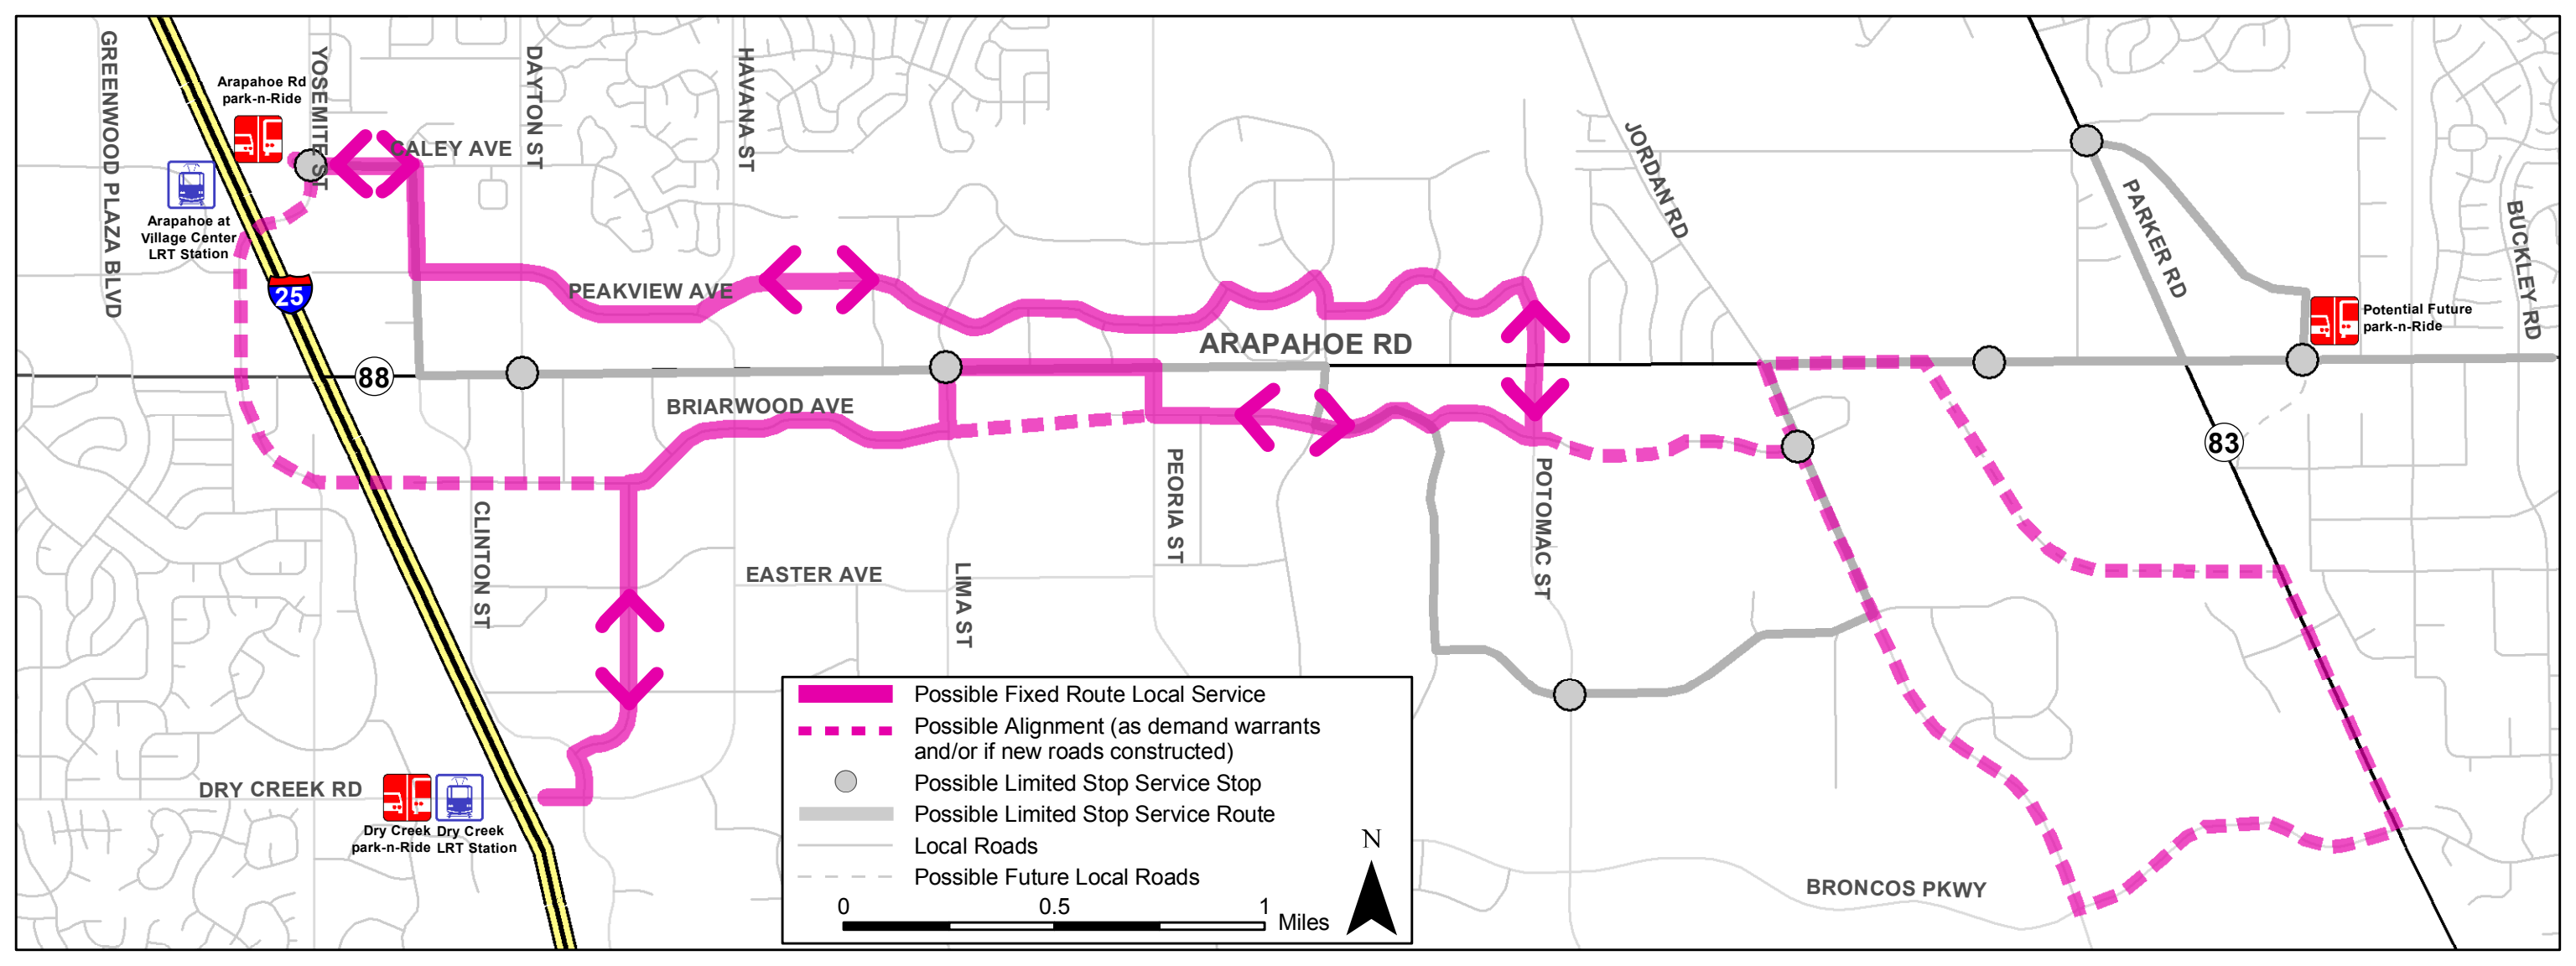 GREENWOOD PLAZA BLVD
YOSEMITE ST
DAYTON ST
HAVANA ST
Arapahoe Rd
park-n-Ride
CALEY AVE
Arapahoe at
Village Center
LRT Station
JORDAN RD
PARKER RD
BUCKLEY RD
25
PEAKVIEW AVE
Potential Future
park-n-Ride
ARAPAHOE RD
88
BRIARWOOD AVE
83
CLINTON ST
PEORIA ST
POTOMAC ST
EASTER AVE
LIMA ST
DRY CREEK RD
Dry Creek
park-n-Ride
Dry Creek
LRT Station
BRONCOS PKWY
Possible Fixed Route Local Service
Possible Alignment (as demand warrants
and/or if new roads constructed)
Possible Limited Stop Service Stop
Possible Limited Stop Service Route
Local Roads
Possible Future Local Roads
N
0 0.5 1
Miles